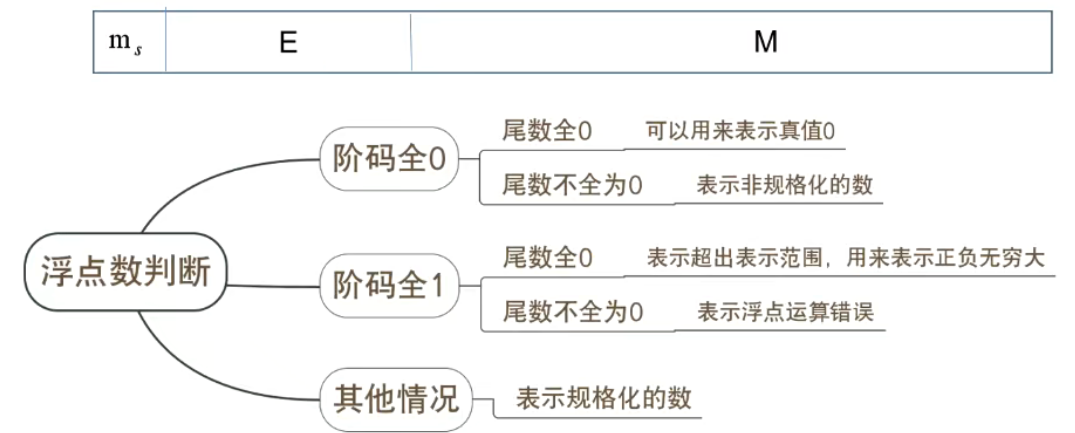 m_s E M
阶码全0
尾数全0 可以用来表示真值0
尾数不全为0 表示非规格化的数
浮点数判断
阶码全1
尾数全0 表示超出表示范围，用来表示正负无穷大
尾数不全为0 表示浮点运算错误
其他情况 表示规格化的数